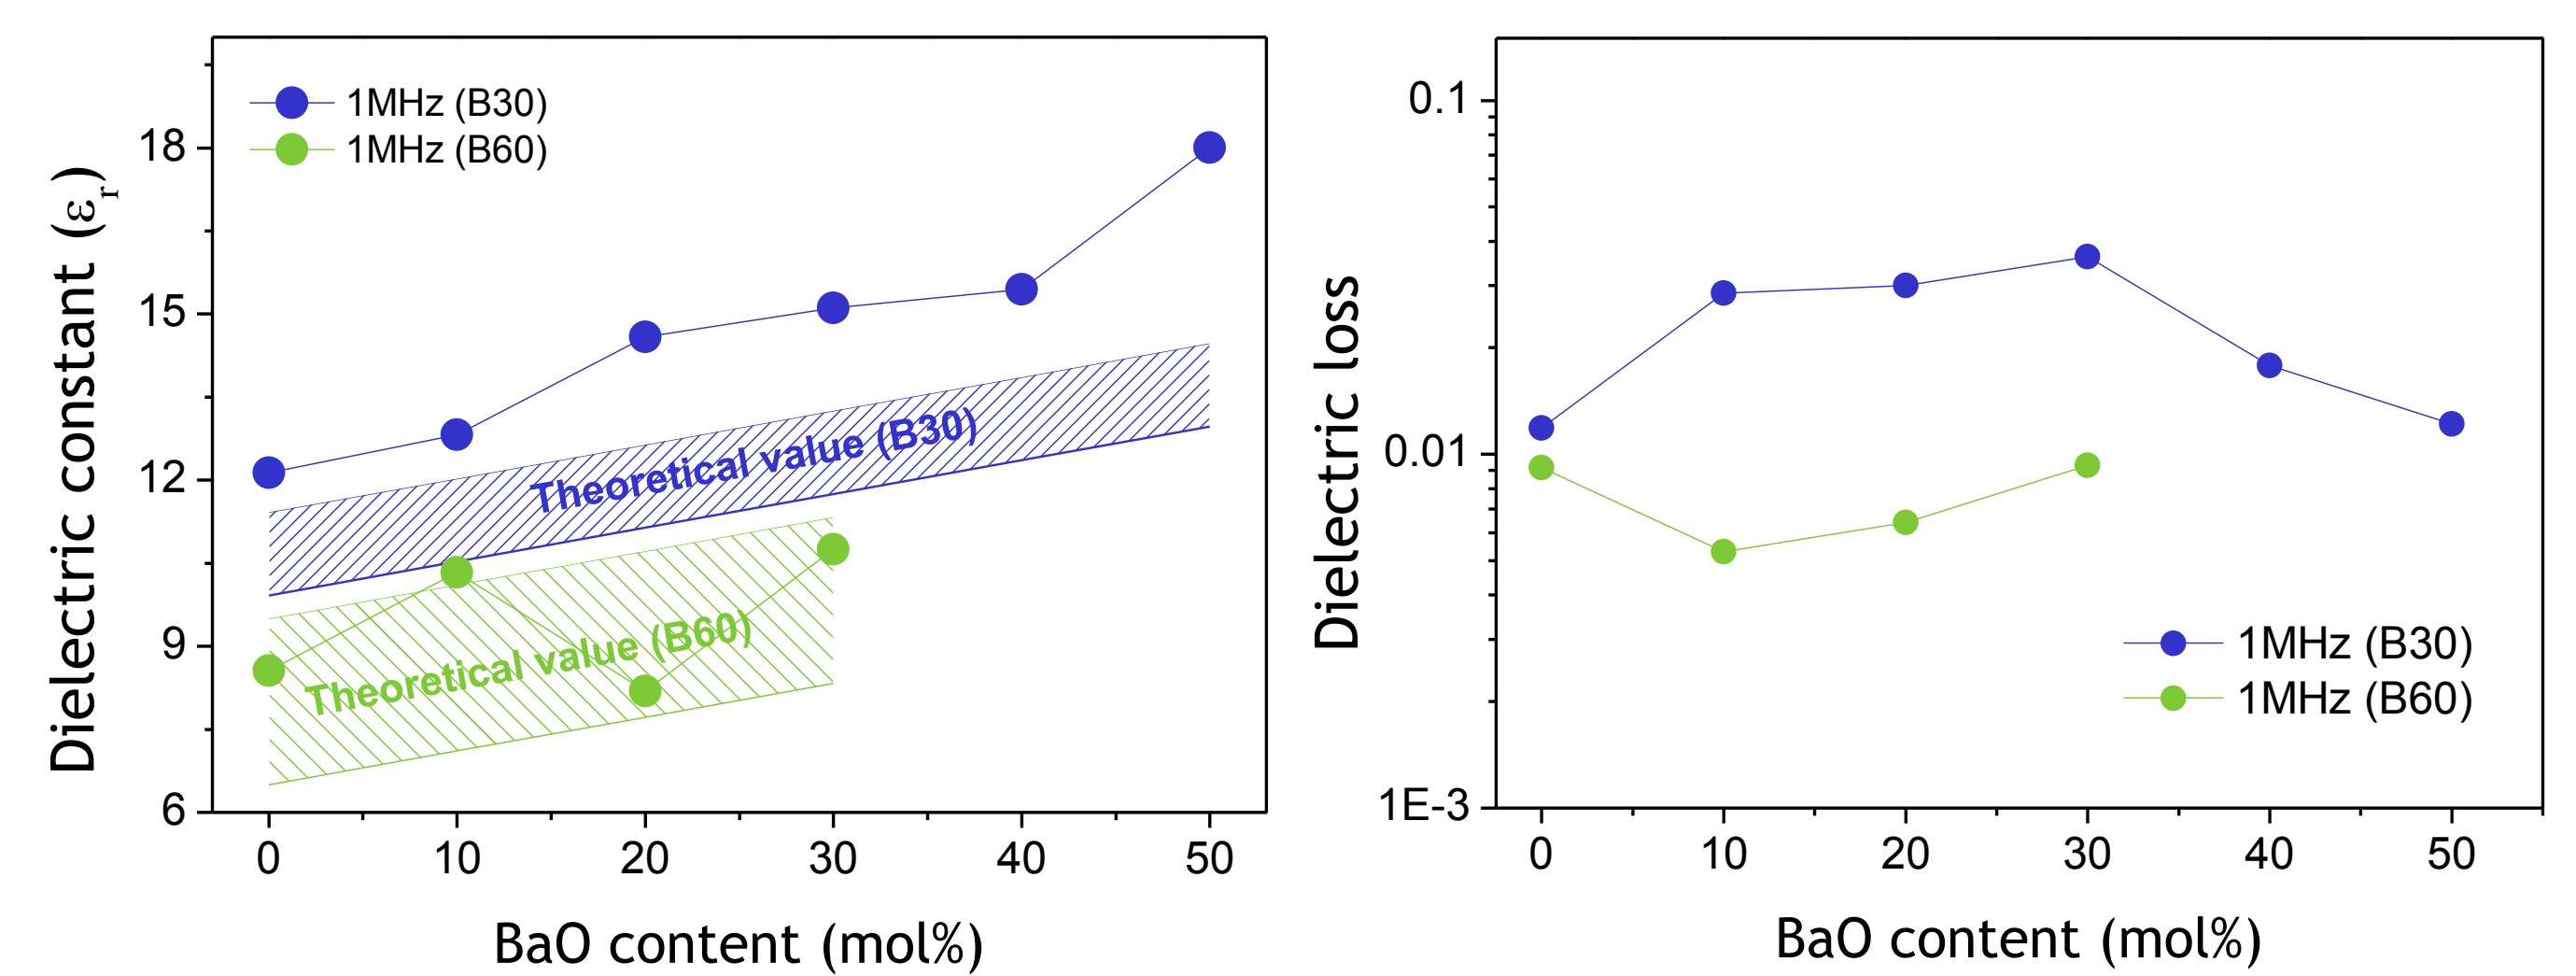 Dielectric constant (εr)
18
15
12
9
6
1MHz (B30)
1MHz (B60)
Theoretical value (B30)
Theoretical value (B60)
0 10 20 30 40 50
BaO content (mol%)
Dielectric loss
0.1
0.01
1E-3
1MHz (B30)
1MHz (B60)
0 10 20 30 40 50
BaO content (mol%)